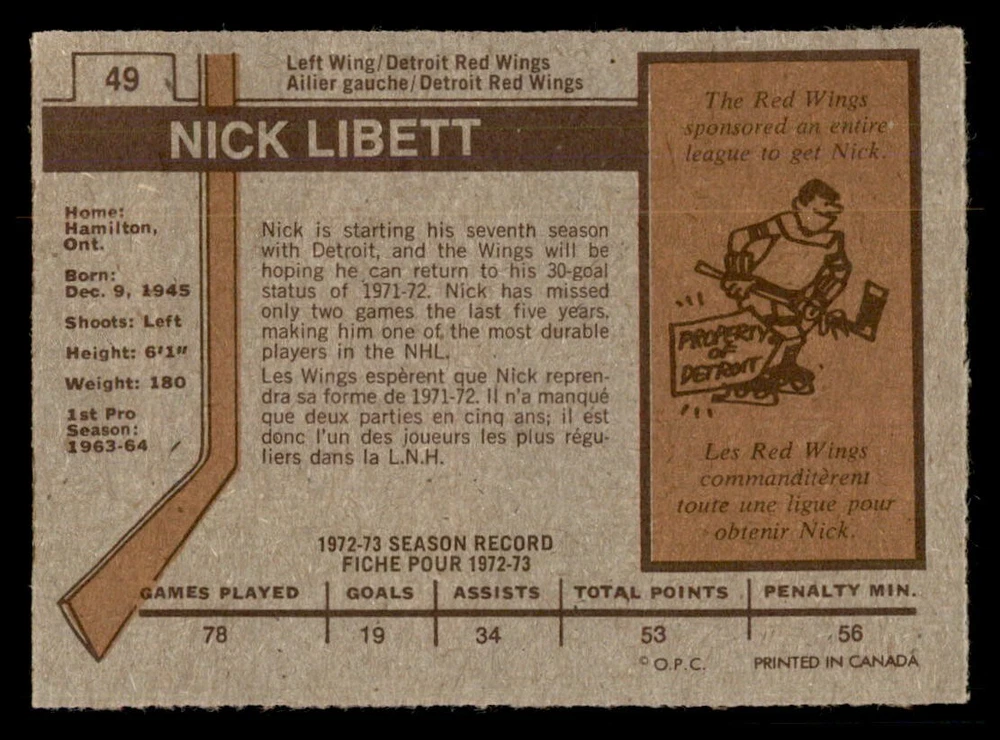 49
Left Wing/Detroit Red Wings
Ailier gauche/Detroit Red Wings
NICK LIBETT
Home:
Hamilton,
Ont.
Born:
Dec. 9, 1945
Shoots: Left
Height: 6'1"
Weight: 180
1st Pro
Season:
1963-64
Nick is starting his seventh season
with Detroit, and the Wings will be
hoping he can return to his 30-goal
status of 1971-72. Nick has missed
only two games the last five years,
making him one of the most durable
players in the NHL.
Les Wings espèrent que Nick repren-
dra sa forme de 1971-72. Il n'a manqué
que deux parties en cinq ans; il est
donc l'un des joueurs les plus régu-
liers dans la L.N.H.
The Red Wings
sponsored an entire
league to get Nick.
PROPERTY
OF
DETROIT
Les Red Wings
commanditèrent
toute une ligue pour
obtenir Nick.
1972-73 SEASON RECORD
FICHE POUR 1972-73
GAMES PLAYED GOALS ASSISTS TOTAL POINTS PENALTY MIN.
78 19 34 53 56
© O.P.C. PRINTED IN CANADA